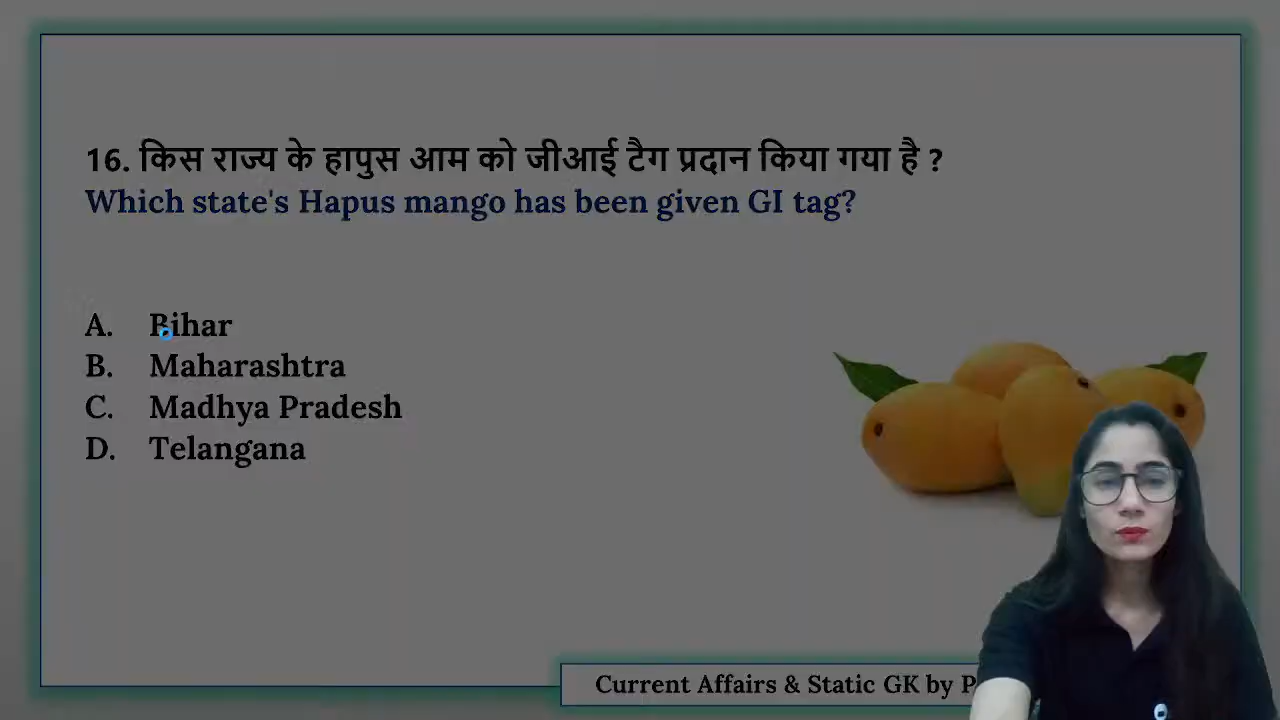 16. किस राज्य के हापुस आम को जीआई टैग प्रदान किया गया है ?
Which state's Hapus mango has been given GI tag?
A. Bihar
B. Maharashtra
C. Madhya Pradesh
D. Telangana
Current Affairs & Static GK by